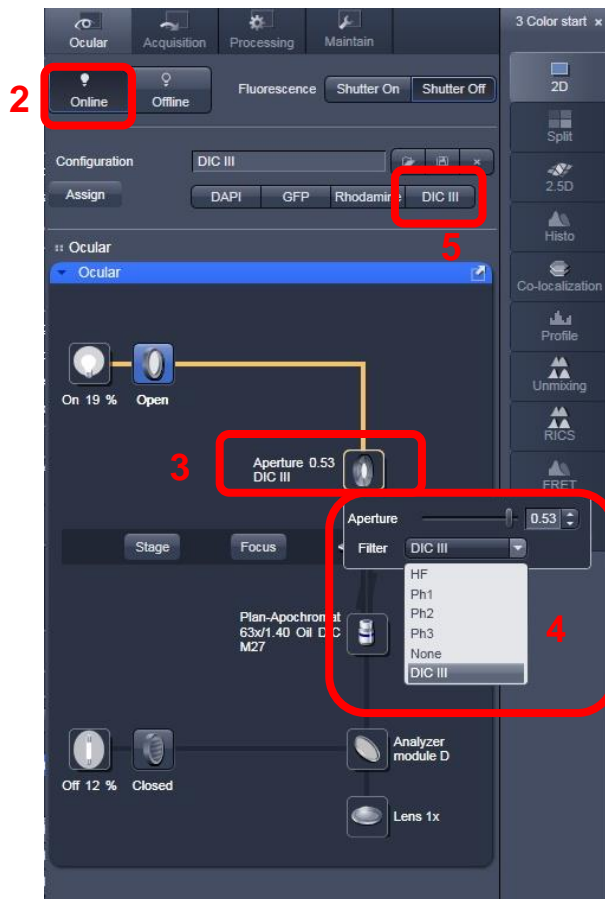 Ocular
Acquisition
Processing
Maintain
3 Color start ×
2
Online
Offline
Fluorescence
Shutter On
Shutter Off
2D
Split
Configuration
DIC III
2.5D
Assign
DAPI
GFP
Rhodamine
DIC III
5
Histo
Ocular
Ocular
Co-localization
Profile
On 19 %
Open
Unmixing
RICS
3
Aperture 0.53
DIC III
FRET
Aperture
0.53
Stage
Focus
Filter
DIC III
HF
Ph1
Ph2
Ph3
None
DIC III
4
Plan-Apochromat
63x/1.40 Oil DIC
M27
Off 12 %
Closed
Analyzer
module D
Lens 1x